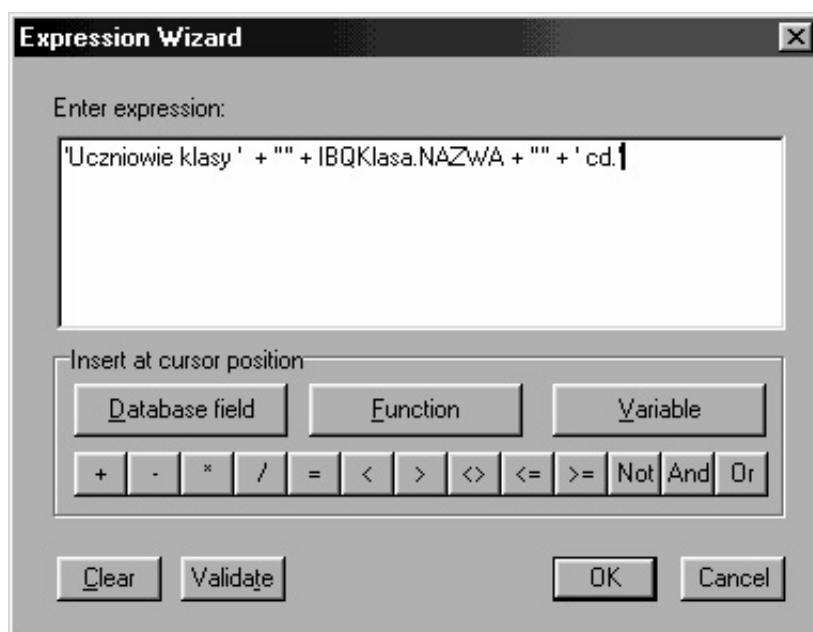 Expression Wizard
Enter expression:
'Uczniowie klasy ' + "" + IBQKlasa.NAZWA + "" + ' cd.'
Insert at cursor position
Database field Function Variable
+ - * / = < > <> <= >= Not And Or
Clear Validate OK Cancel